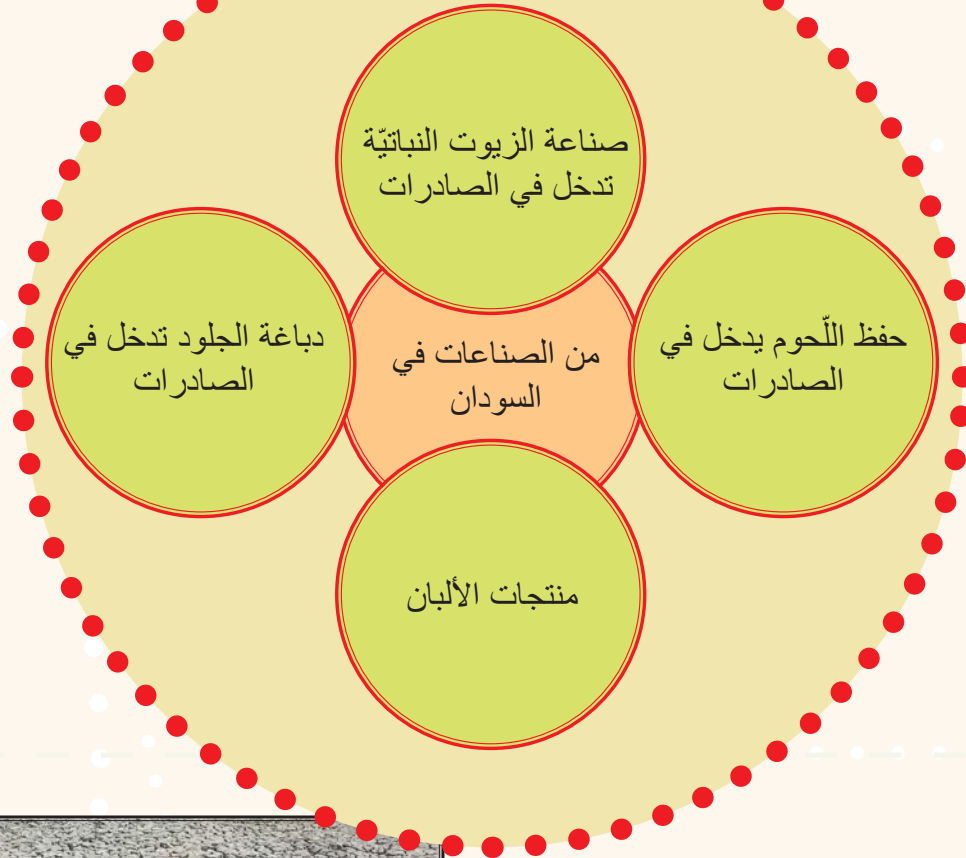 صناعة الزيوت النباتيّة
تدخل في الصادرات
حفظ اللّحوم يدخل في
الصادرات
من الصناعات في
السودان
دباغة الجلود تدخل في
الصادرات
منتجات الألبان